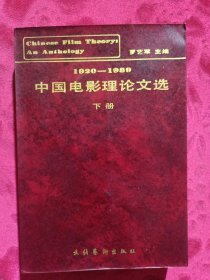 Chinese Film Theory:
An Anthology
罗艺军 主编
1920—1989
中国电影理论文选
下册
文化艺术出版社